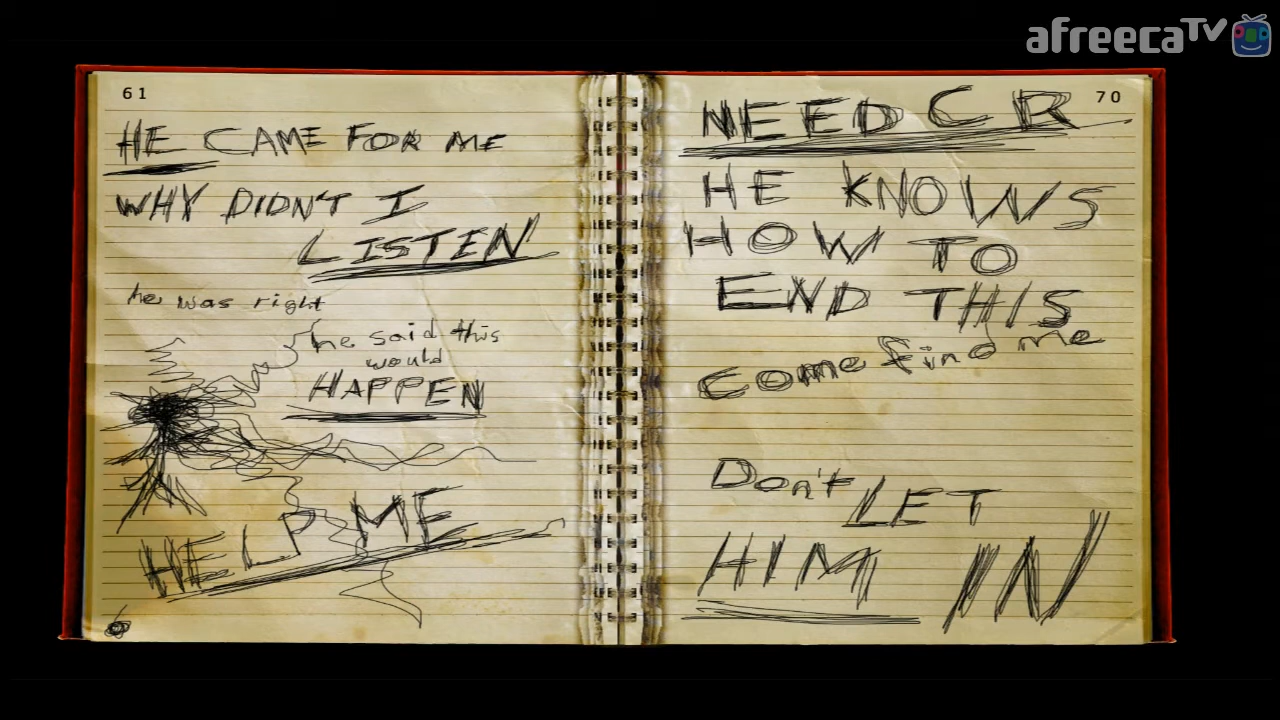 afreecaTV
61
HE CAME FOR ME
WHY DIDN'T I
LISTEN
he was right
he said this
would
HAPPEN
HELP ME
70
NEED CR
HE KNOWS
HOW TO
END THIS
come find me
Don't LET
HIM IN